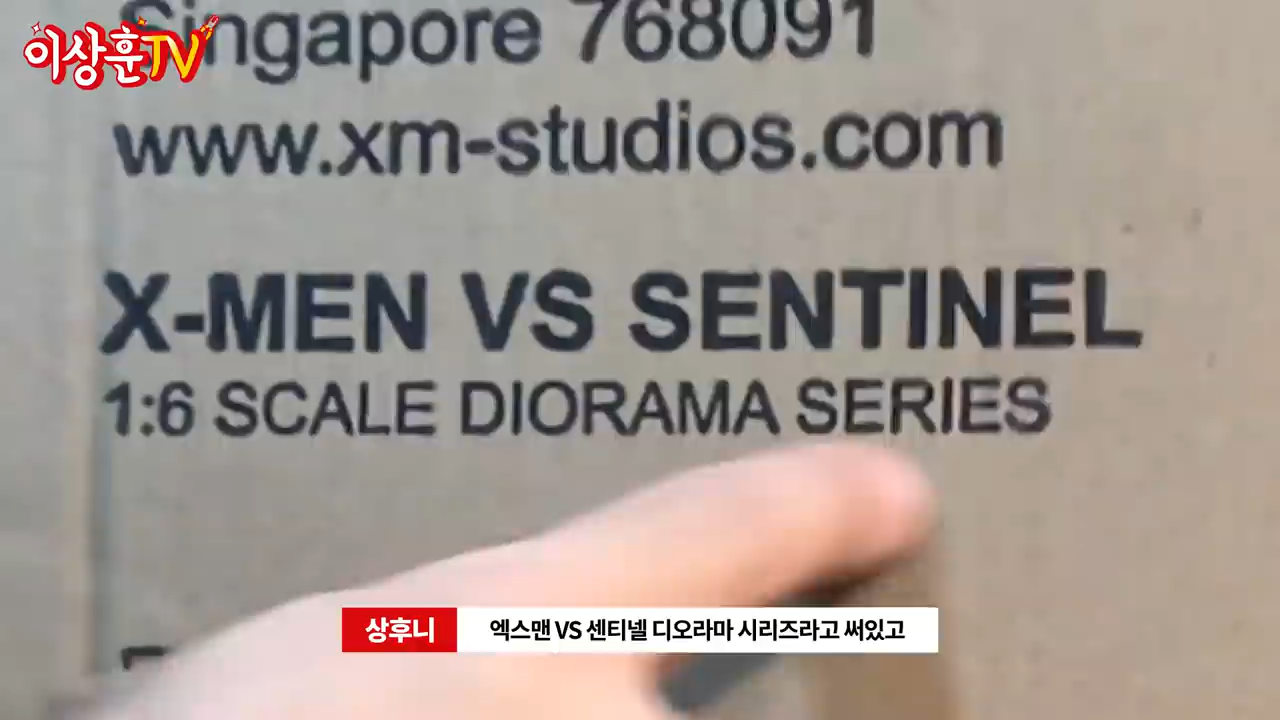 이상훈TV
Singapore 768091
www.xm-studios.com
X-MEN VS SENTINEL
1:6 SCALE DIORAMA SERIES
상후니
엑스맨 VS 센티넬 디오라마 시리즈라고 써있고